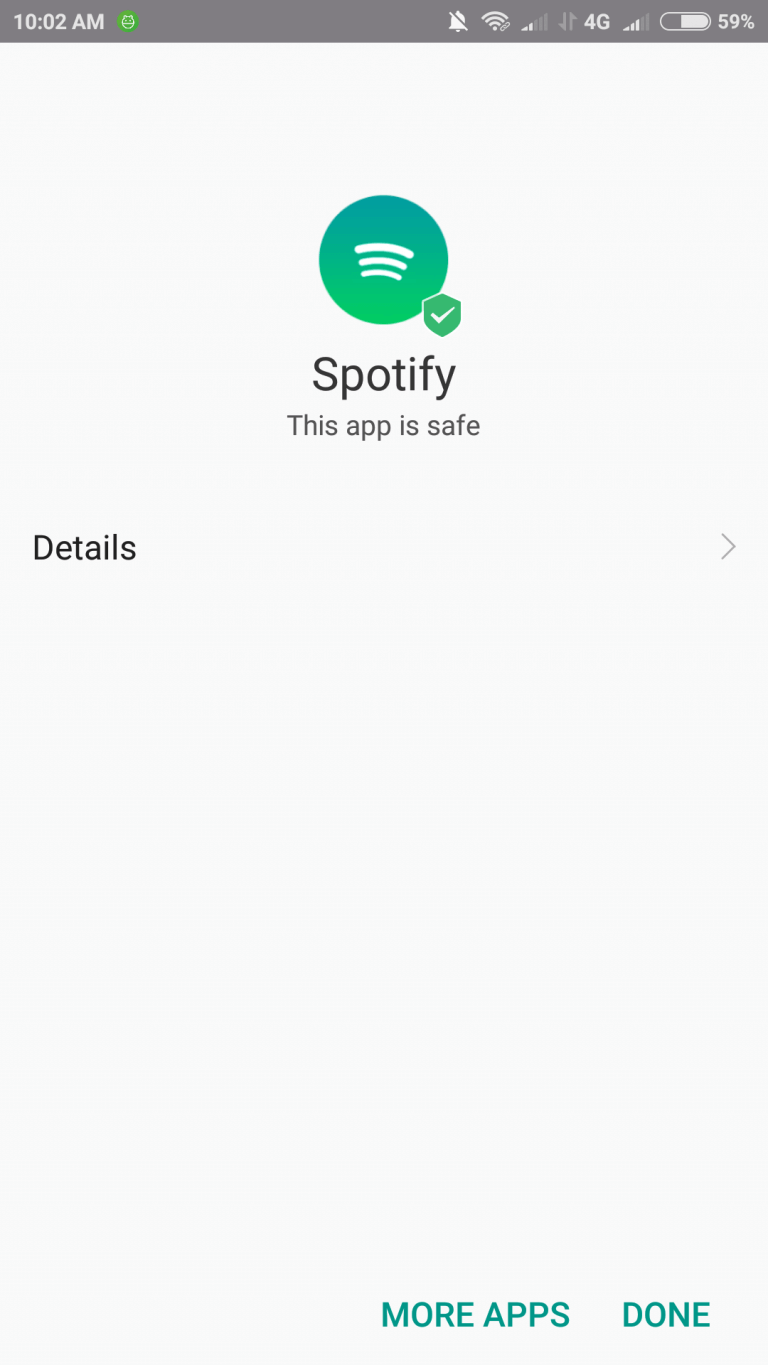 10:02 AM 4G 59%
Spotify
This app is safe
Details
MORE APPS DONE